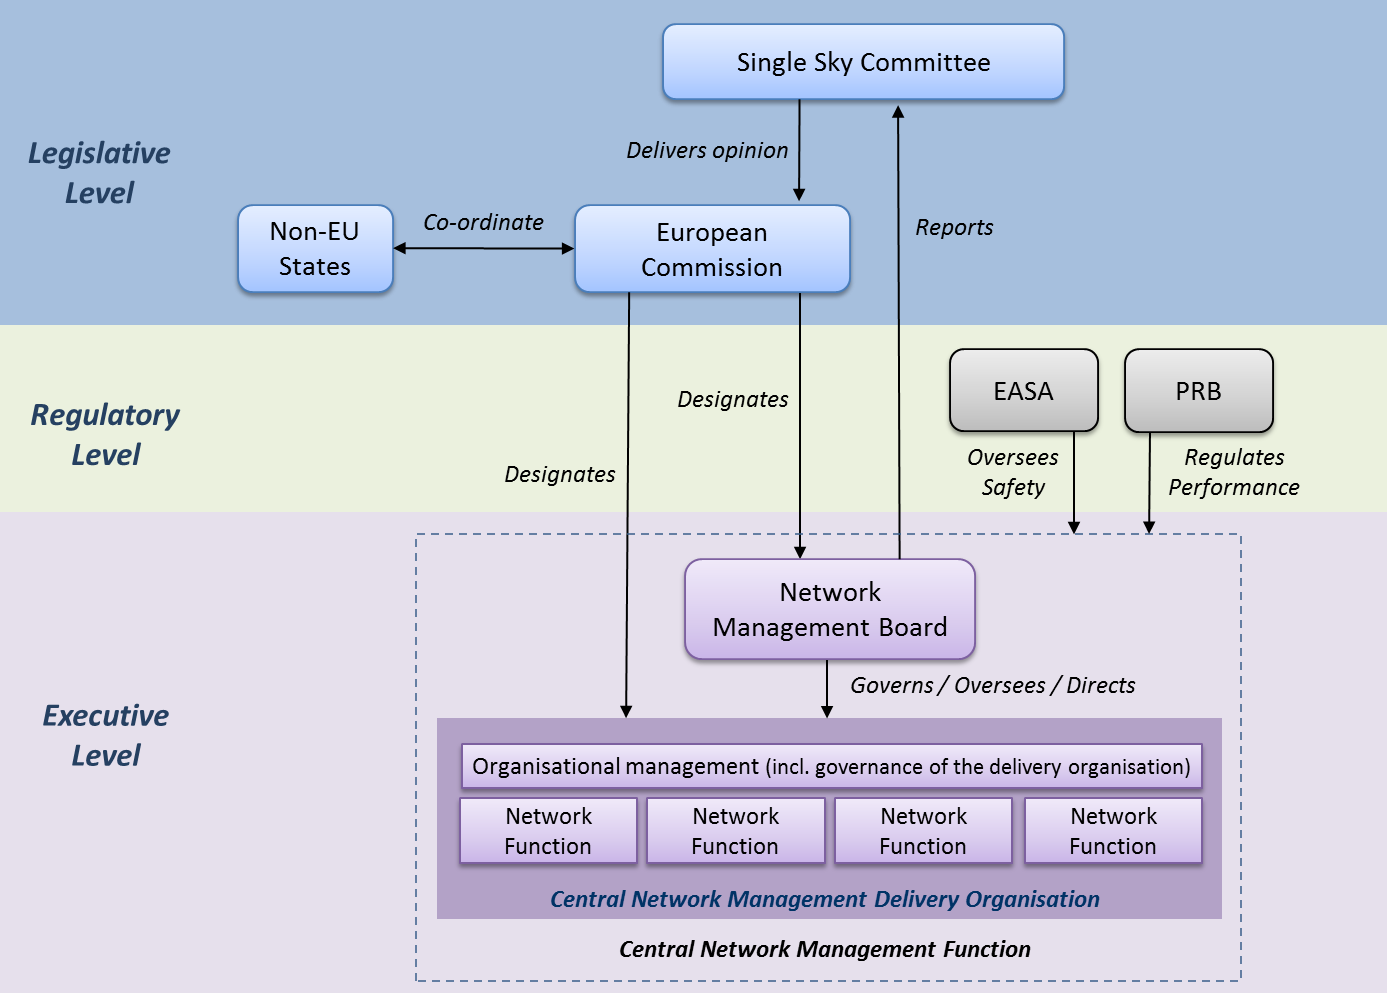 Single Sky Committee
Legislative
Level
Delivers opinion
Non-EU
States
Co-ordinate
European
Commission
Reports
Regulatory
Level
Designates
Designates
EASA
PRB
Oversees
Safety
Regulates
Performance
Executive
Level
Network
Management Board
Governs / Oversees / Directs
Organisational management (incl. governance of the delivery organisation)
Network
Function
Network
Function
Network
Function
Network
Function
Central Network Management Delivery Organisation
Central Network Management Function